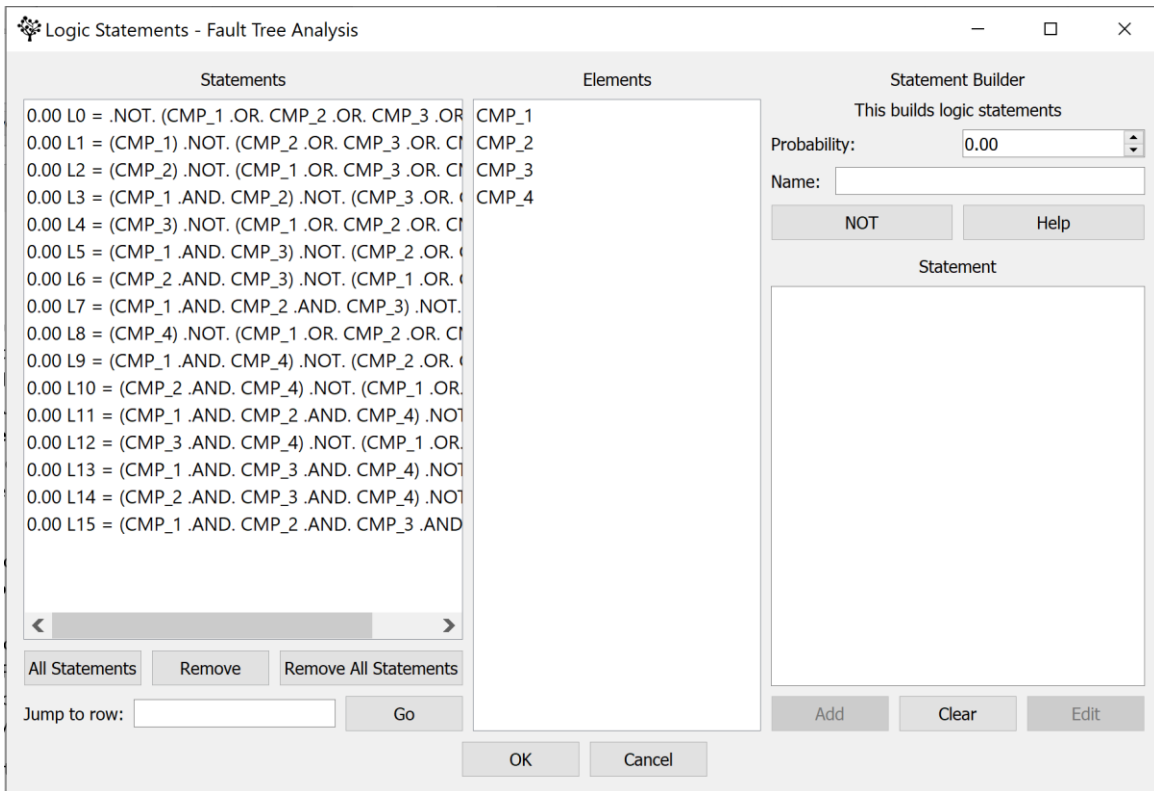 Logic Statements - Fault Tree Analysis
Statements
0.00 L0 = .NOT. (CMP_1 .OR. CMP_2 .OR. CMP_3 .OR
0.00 L1 = (CMP_1) .NOT. (CMP_2 .OR. CMP_3 .OR. CM
0.00 L2 = (CMP_2) .NOT. (CMP_1 .OR. CMP_3 .OR. CM
0.00 L3 = (CMP_1 .AND. CMP_2) .NOT. (CMP_3 .OR. C
0.00 L4 = (CMP_3) .NOT. (CMP_1 .OR. CMP_2 .OR. CM
0.00 L5 = (CMP_1 .AND. CMP_3) .NOT. (CMP_2 .OR. C
0.00 L6 = (CMP_2 .AND. CMP_3) .NOT. (CMP_1 .OR. C
0.00 L7 = (CMP_1 .AND. CMP_2 .AND. CMP_3) .NOT.
0.00 L8 = (CMP_4) .NOT. (CMP_1 .OR. CMP_2 .OR. CM
0.00 L9 = (CMP_1 .AND. CMP_4) .NOT. (CMP_2 .OR. C
0.00 L10 = (CMP_2 .AND. CMP_4) .NOT. (CMP_1 .OR.
0.00 L11 = (CMP_1 .AND. CMP_2 .AND. CMP_4) .NOT
0.00 L12 = (CMP_3 .AND. CMP_4) .NOT. (CMP_1 .OR.
0.00 L13 = (CMP_1 .AND. CMP_3 .AND. CMP_4) .NOT
0.00 L14 = (CMP_2 .AND. CMP_3 .AND. CMP_4) .NOT
0.00 L15 = (CMP_1 .AND. CMP_2 .AND. CMP_3 .AND
All Statements Remove Remove All Statements
Jump to row: Go
Elements
CMP_1
CMP_2
CMP_3
CMP_4
Statement Builder
This builds logic statements
Probability: 0.00
Name:
NOT Help
Statement
Add Clear Edit
OK Cancel